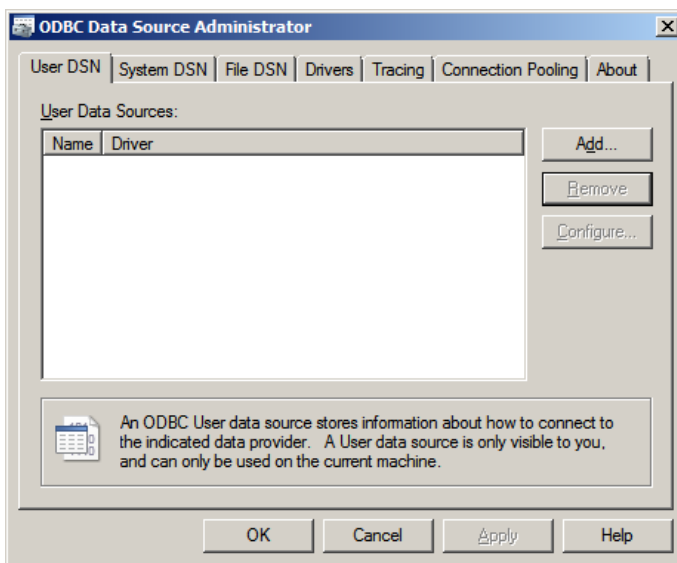 ODBC Data Source Administrator
User DSN System DSN File DSN Drivers Tracing Connection Pooling About
User Data Sources:
Name Driver
Add...
Remove
Configure...
An ODBC User data source stores information about how to connect to
the indicated data provider. A User data source is only visible to you,
and can only be used on the current machine.
OK Cancel Apply Help